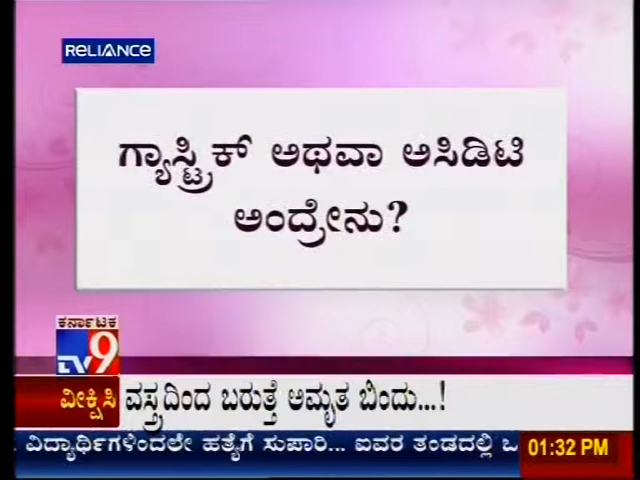 RELIANCE
ಗ್ಯಾಸ್ಟ್ರಿಕ್ ಅಥವಾ ಅಸಿಡಿಟಿ
ಅಂದ್ರೇನು?
ಕರ್ನಾಟಕ
TV9
ವೀಕ್ಷಿಸಿ ವಸ್ತ್ರದಿಂದ ಬರುತ್ತೆ ಅಮೃತ ಬಿಂದು...!
ವಿದ್ಯಾರ್ಥಿಗಳಿಂದಲೇ ಹತ್ಯೆಗೆ ಸುಪಾರಿ... ಐವರ ತಂಡದಲ್ಲಿ ಒ 01:32 PM